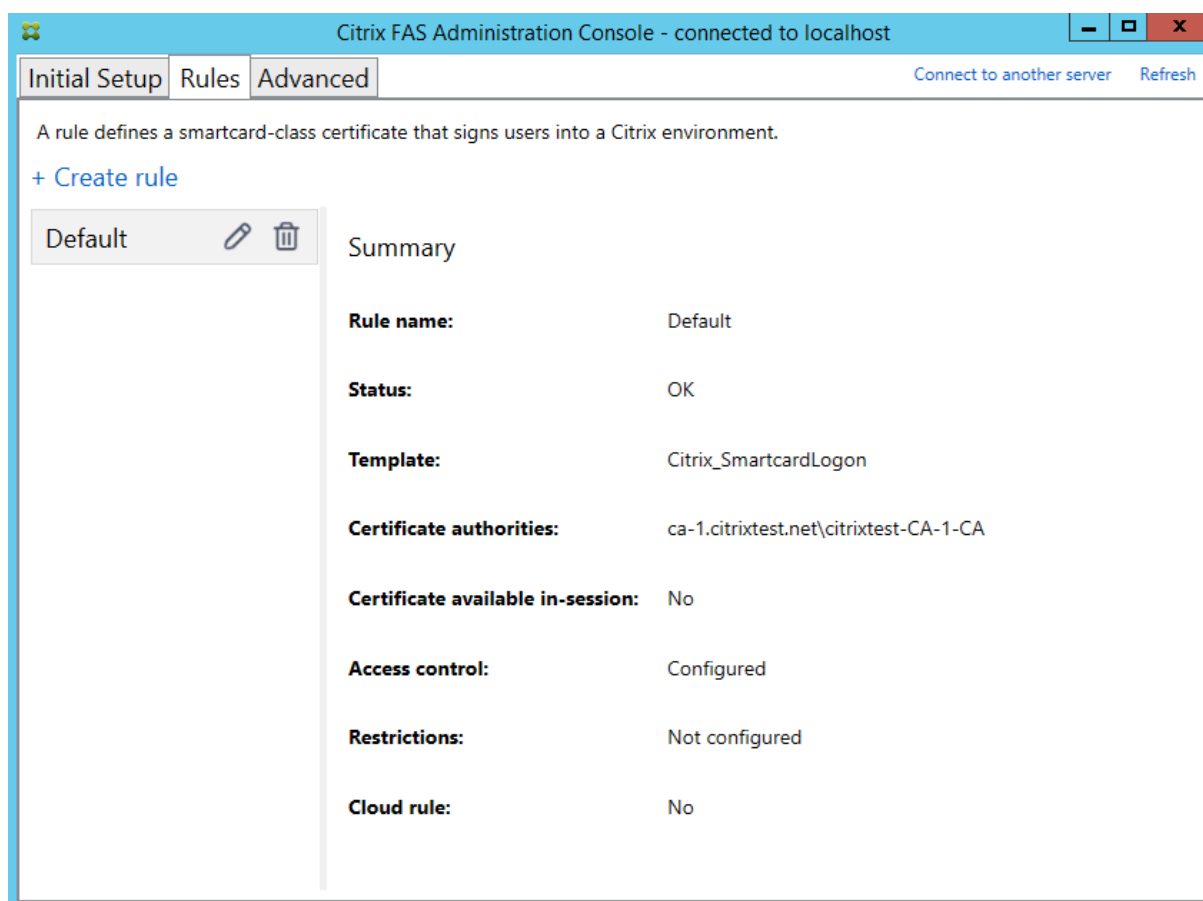 Citrix FAS Administration Console - connected to localhost
Initial Setup Rules Advanced Connect to another server Refresh
A rule defines a smartcard-class certificate that signs users into a Citrix environment.
+ Create rule
Default
Summary
Rule name: Default
Status: OK
Template: Citrix_SmartcardLogon
Certificate authorities: ca-1.citrixtest.net\citrixtest-CA-1-CA
Certificate available in-session: No
Access control: Configured
Restrictions: Not configured
Cloud rule: No